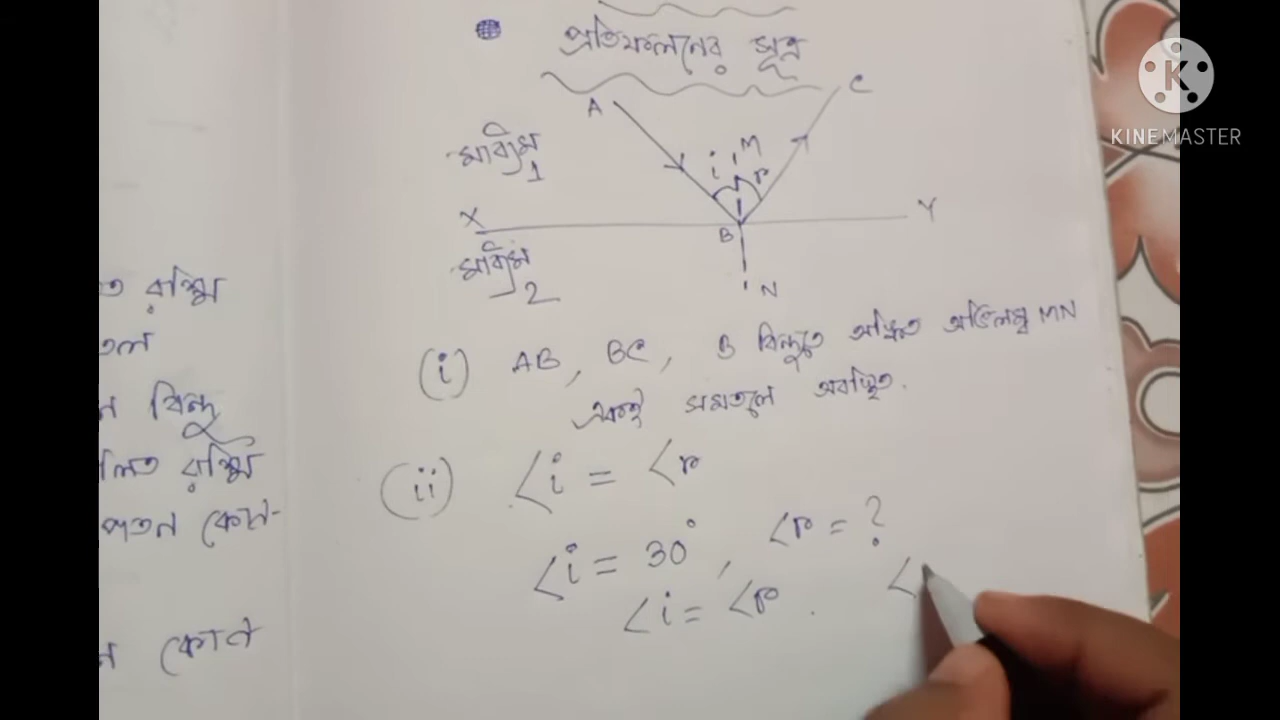 প্রতিফলনের সূত্র
A
C
মাধ্যম 1
i M r
X B Y
মাধ্যম 2
N
(i) AB, BC, B বিন্দুতে অঙ্কিত অভিলম্ব MN
একই সমতলে অবস্থিত.
(ii) <i = <r
<i = 30°, <r = ?
<i = <r . <
রশ্মি
তল
বিন্দু
লিত রশ্মি
পতন কোণ-
ন কোণ
K
KINEMASTER